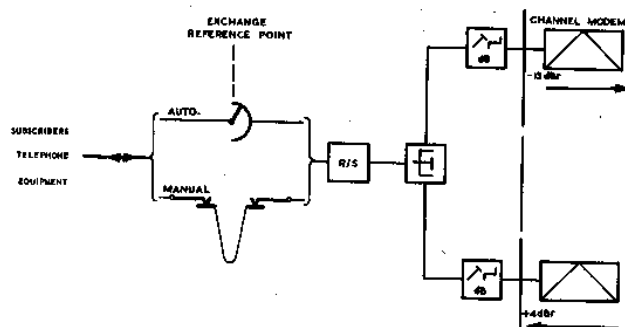 EXCHANGE
REFERENCE POINT
CHANNEL MODEM
dB
-13 dbr
AUTO.
SUBSCRIBERS
TELEPHONE
EQUIPMENT
R/S
MANUAL
dB
+4dBr